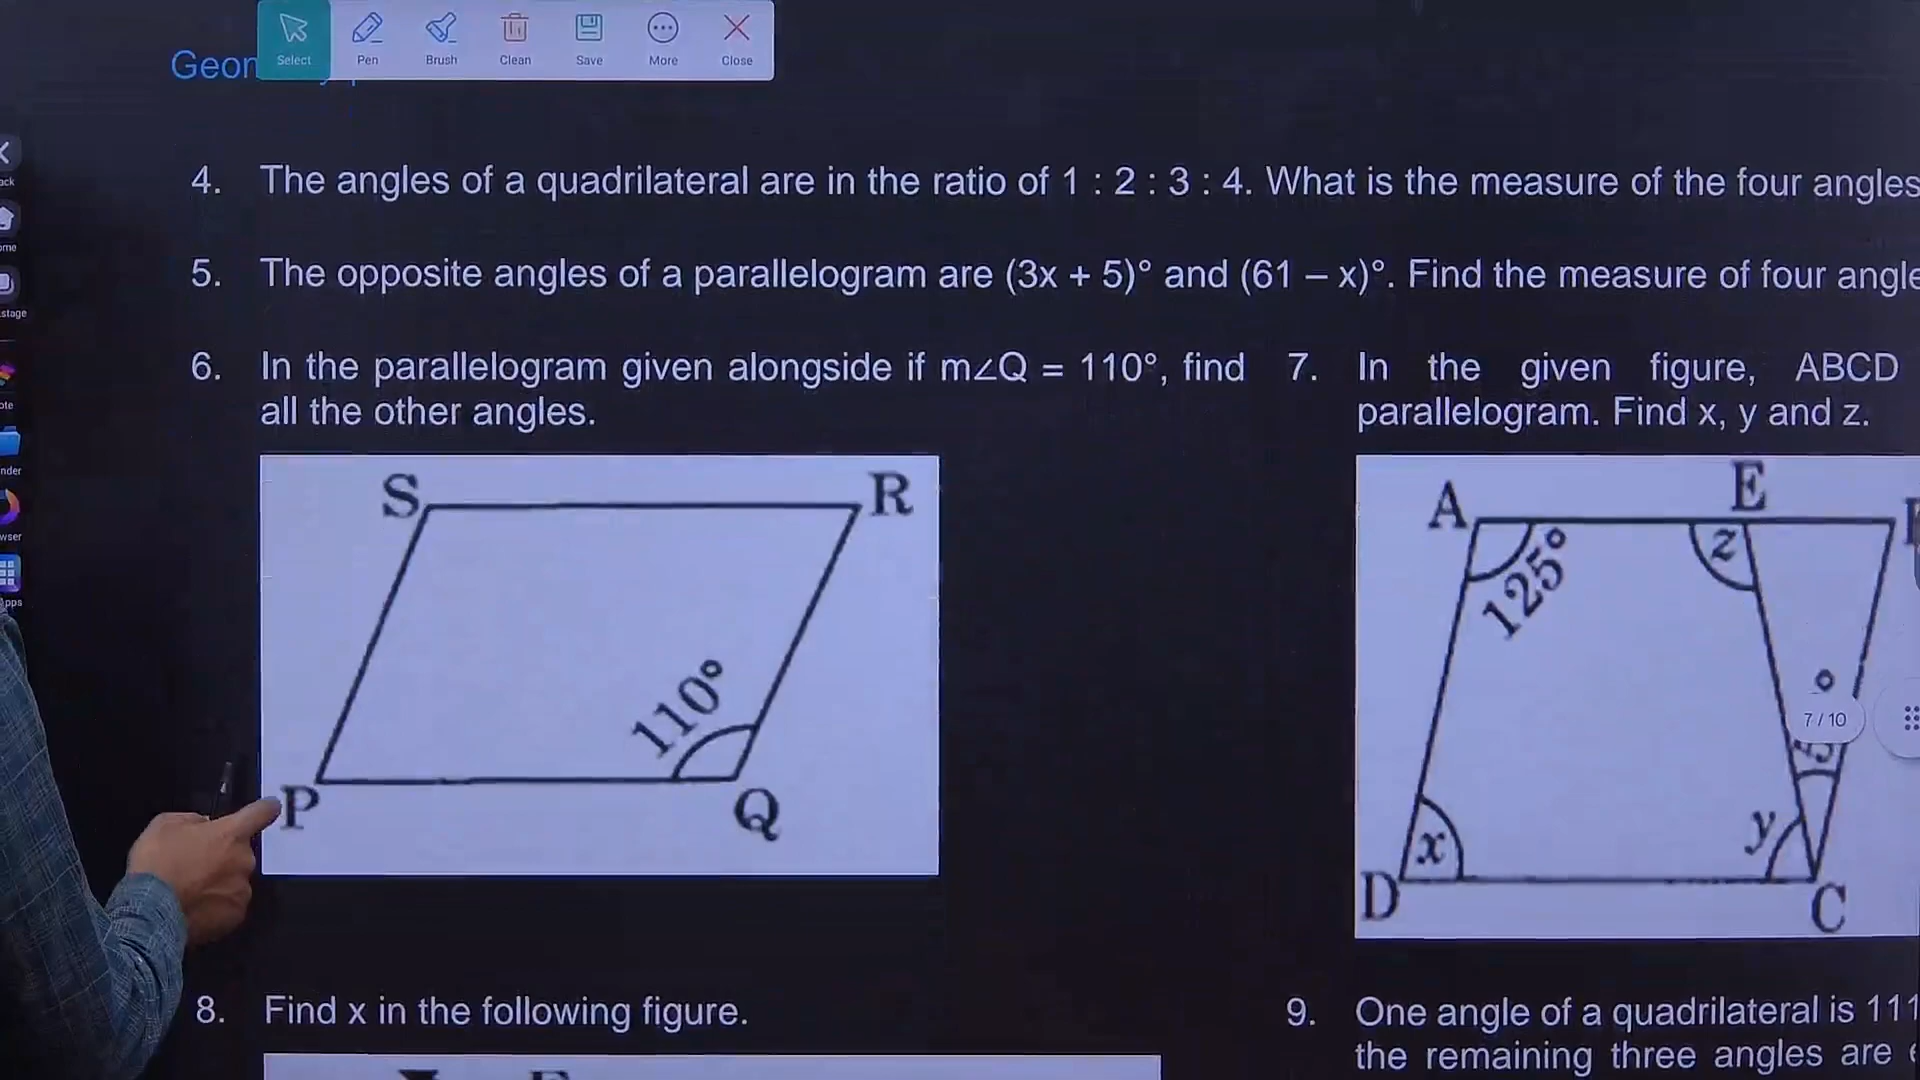 Select
Pen
Brush
Clean
Save
More
Close
4. The angles of a quadrilateral are in the ratio of 1 : 2 : 3 : 4. What is the measure of the four angles
5. The opposite angles of a parallelogram are (3x + 5)° and (61 – x)°. Find the measure of four
6. In the parallelogram given alongside if m∠Q = 110°, find
all the other angles.
7. In the given figure, ABCD
parallelogram. Find x, y and z.
S
R
110°
P
Q
A
E
125°
z
7 / 10
x
y
D
C
8. Find x in the following figure.
9. One angle of a quadrilateral is 111
the remaining three angles are